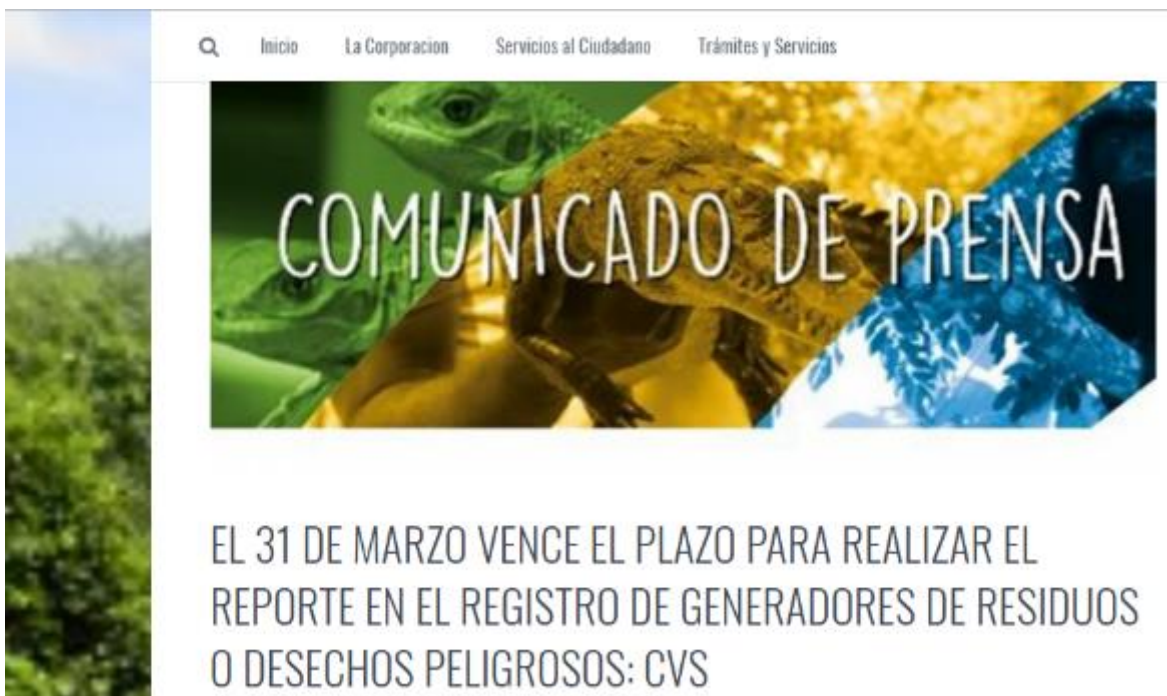 Inicio La Corporacion Servicios al Ciudadano Trámites y Servicios
COMUNICADO DE PRENSA
EL 31 DE MARZO VENCE EL PLAZO PARA REALIZAR EL
REPORTE EN EL REGISTRO DE GENERADORES DE RESIDUOS
O DESECHOS PELIGROSOS: CVS